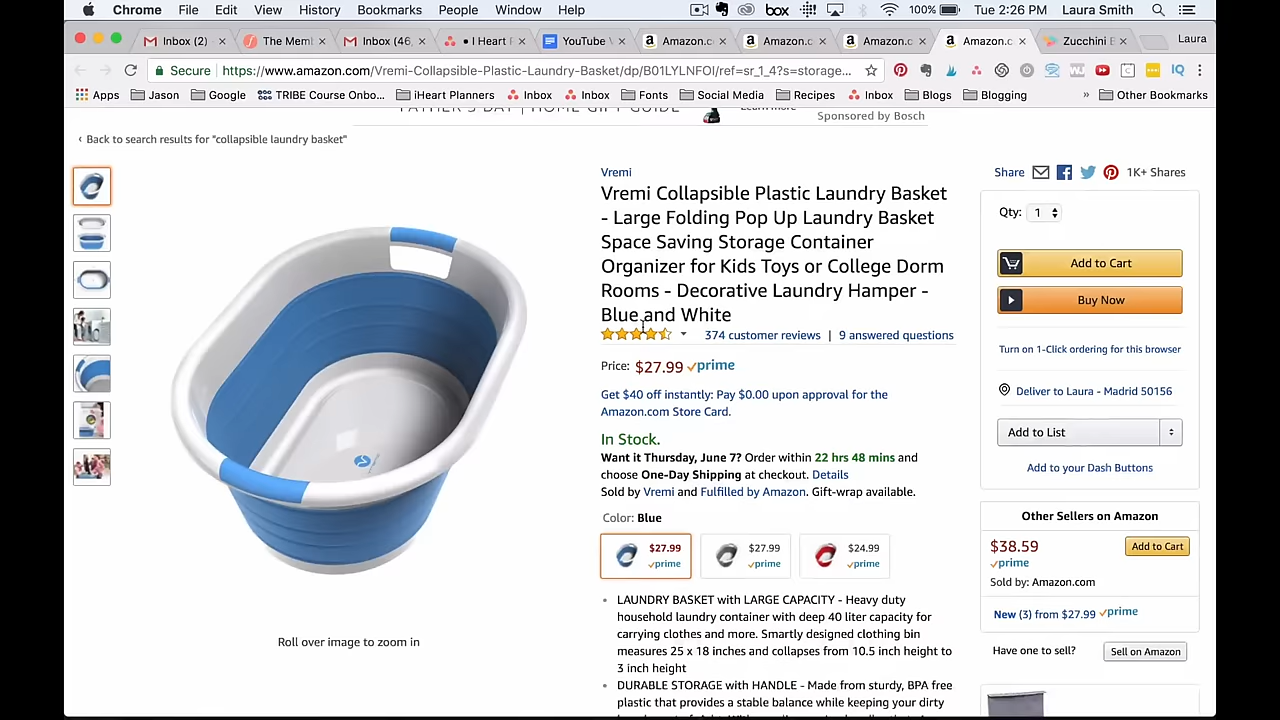 Chrome File Edit View History Bookmarks People Window Help box 100% Tue 2:26 PM Laura Smith
Inbox (2) The Meml Inbox (46, • I Heart F YouTube Amazon.c Amazon.c Amazon.c Amazon.c Zucchini E Laura
Secure https://www.amazon.com/Vremi-Collapsible-Plastic-Laundry-Basket/dp/B01LYLNFOI/ref=sr_1_4?s=storage...
Apps Jason Google TRIBE Course Onbo... iHeart Planners Inbox Inbox Fonts Social Media Recipes Inbox Blogs Blogging » Other Bookmarks
FATHER'S DAY | HOME GIFT GUIDE Learn more
Sponsored by Bosch
‹ Back to search results for "collapsible laundry basket"
Vremi
Vremi Collapsible Plastic Laundry Basket
- Large Folding Pop Up Laundry Basket
Space Saving Storage Container
Organizer for Kids Toys or College Dorm
Rooms - Decorative Laundry Hamper -
Blue and White
374 customer reviews | 9 answered questions
Price: $27.99 prime
Get $40 off instantly: Pay $0.00 upon approval for the
Amazon.com Store Card.
In Stock.
Want it Thursday, June 7? Order within 22 hrs 48 mins and
choose One-Day Shipping at checkout. Details
Sold by Vremi and Fulfilled by Amazon. Gift-wrap available.
Color: Blue
$27.99 prime
$27.99 prime
$24.99 prime
• LAUNDRY BASKET with LARGE CAPACITY - Heavy duty
household laundry container with deep 40 liter capacity for
carrying clothes and more. Smartly designed clothing bin
measures 25 x 18 inches and collapses from 10.5 inch height to
3 inch height
• DURABLE STORAGE with HANDLE - Made from sturdy, BPA free
plastic that provides a stable balance while keeping your dirty
Roll over image to zoom in
Share 1K+ Shares
Qty: 1
Add to Cart
Buy Now
Turn on 1-Click ordering for this browser
Deliver to Laura - Madrid 50156
Add to List
Add to your Dash Buttons
Other Sellers on Amazon
$38.59 Add to Cart
prime
Sold by: Amazon.com
New (3) from $27.99 prime
Have one to sell? Sell on Amazon